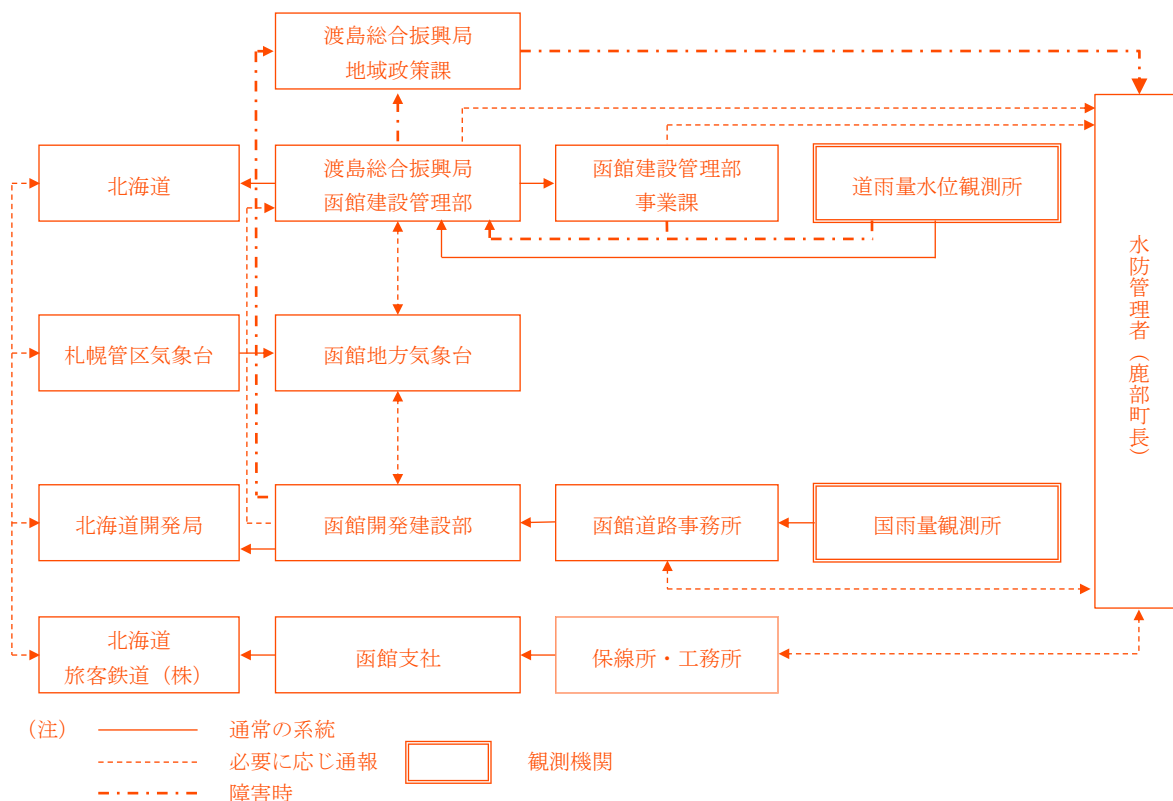 渡島総合振興局
地域政策課
北海道
渡島総合振興局
函館建設管理部
函館建設管理部
事業課
道雨量水位観測所
水防管理者（鹿部町長）
札幌管区気象台
函館地方気象台
北海道開発局
函館開発建設部
函館道路事務所
国雨量観測所
北海道
旅客鉄道（株）
函館支社
保線所・工務所
（注）
通常の系統
必要に応じ通報
観測機関
障害時